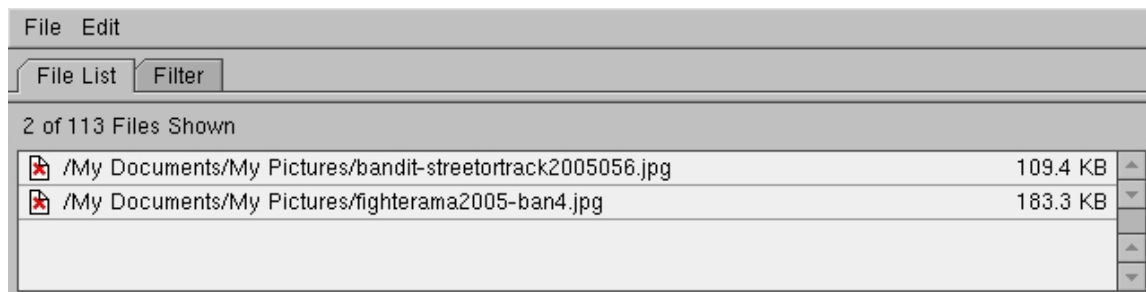 File Edit
File List Filter
2 of 113 Files Shown
/My Documents/My Pictures/bandit-streetortrack2005056.jpg 109.4 KB
/My Documents/My Pictures/fighterama2005-ban4.jpg 183.3 KB